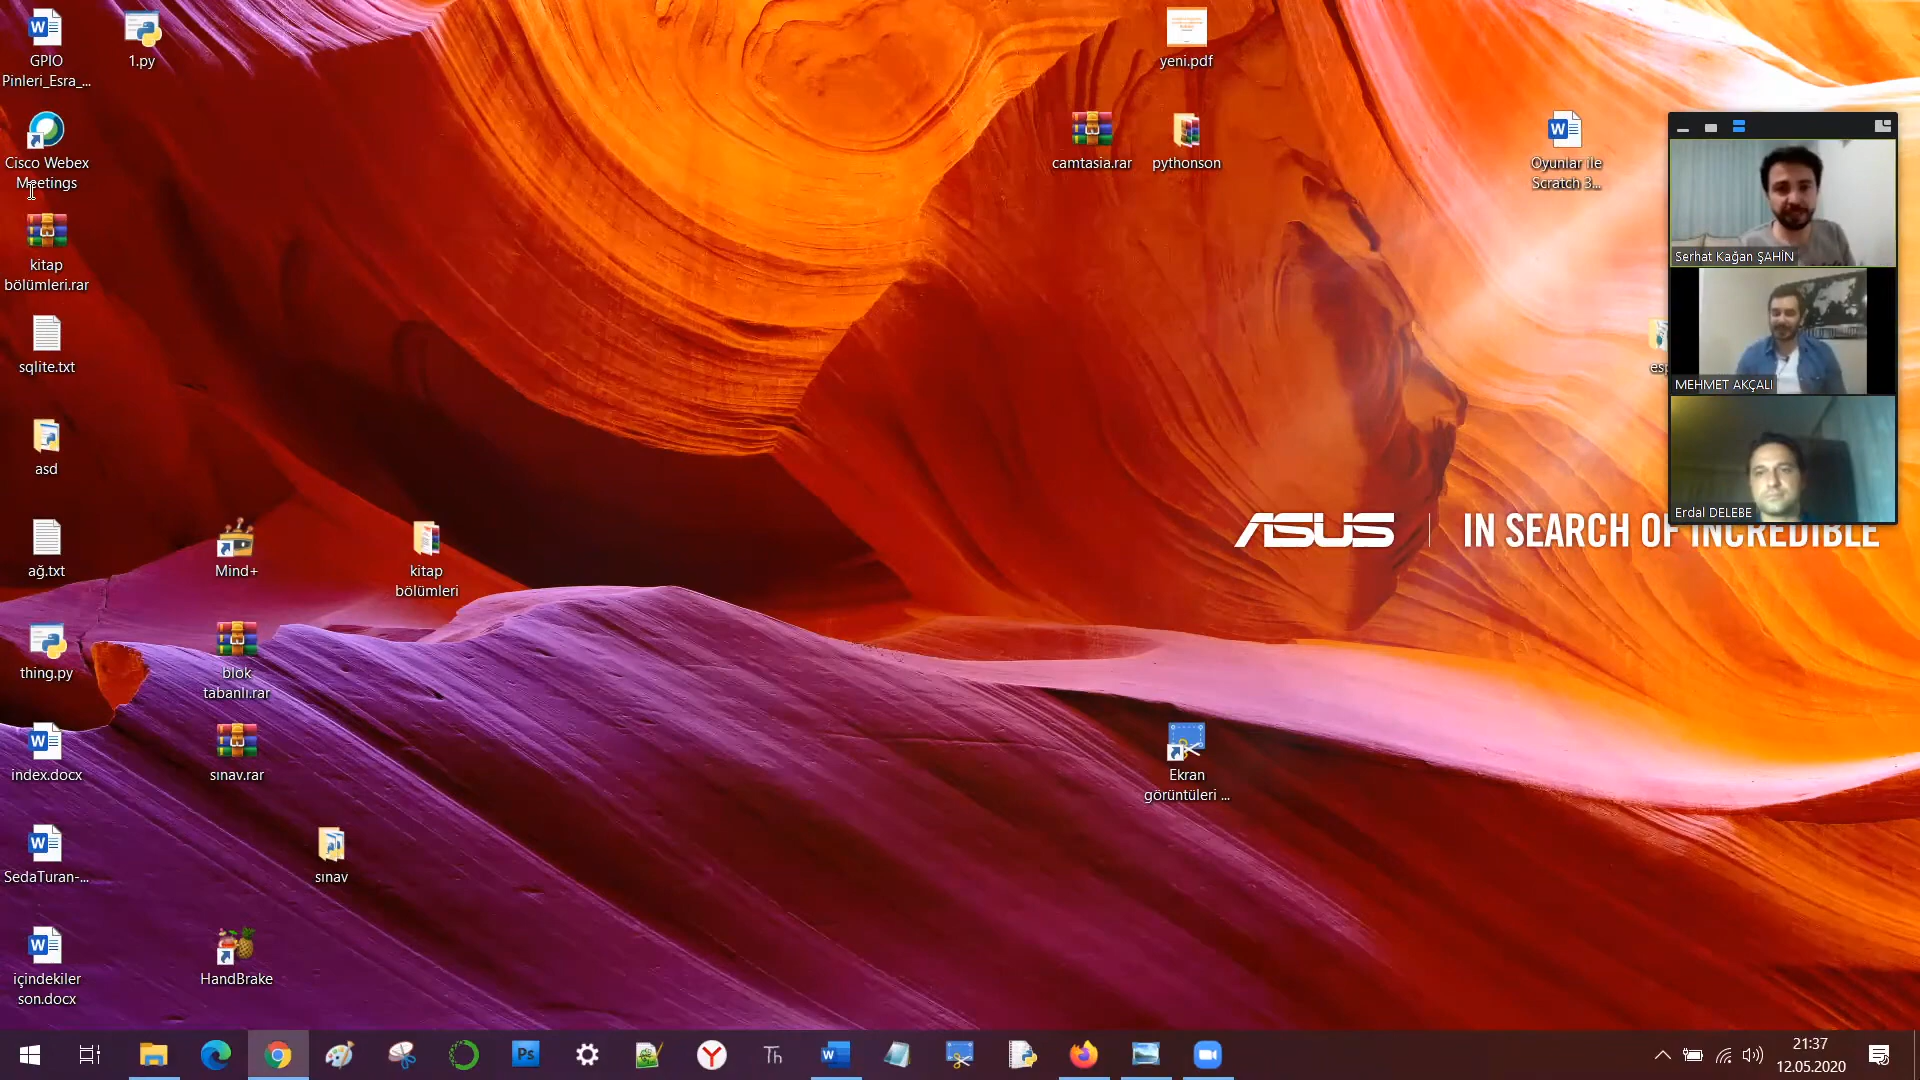 GPIO
Pinleri_Esra_...
1.py
yeni.pdf
Cisco Webex
Meetings
camtasia.rar
pythonson
Oyunlar ile
Scratch 3...
Serhat Kağan ŞAHİN
kitap
bölümleri.rar
sqlite.txt
esp
MEHMET AKÇALI
asd
Erdal DELEBE
ASUS
IN SEARCH OF INCREDIBLE
ağ.txt
Mind+
kitap
bölümleri
thing.py
blok
tabanlı.rar
index.docx
sınav.rar
Ekran
görüntüleri ...
SedaTuran-...
sınav
içindekiler
son.docx
HandBrake
Ps
Y
Th
W
21:37
12.05.2020